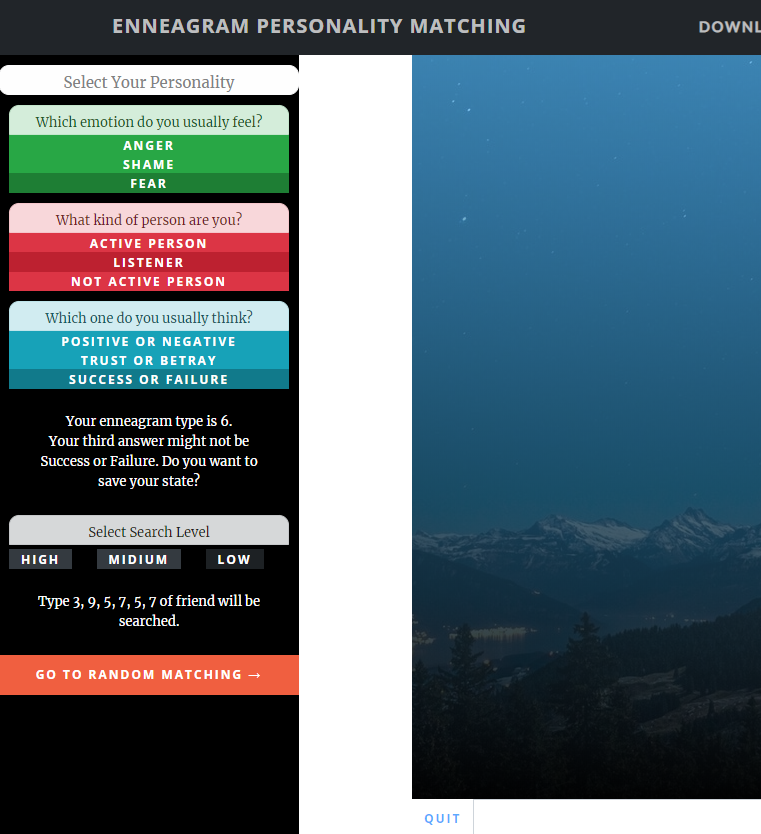 ENNEAGRAM PERSONALITY MATCHING
DOWNL
Select Your Personality
Which emotion do you usually feel?
ANGER
SHAME
FEAR
What kind of person are you?
ACTIVE PERSON
LISTENER
NOT ACTIVE PERSON
Which one do you usually think?
POSITIVE OR NEGATIVE
TRUST OR BETRAY
SUCCESS OR FAILURE
Your enneagram type is 6.
Your third answer might not be
Success or Failure. Do you want to
save your state?
Select Search Level
HIGH MIDIUM LOW
Type 3, 9, 5, 7, 5, 7 of friend will be
searched.
GO TO RANDOM MATCHING →
QUIT